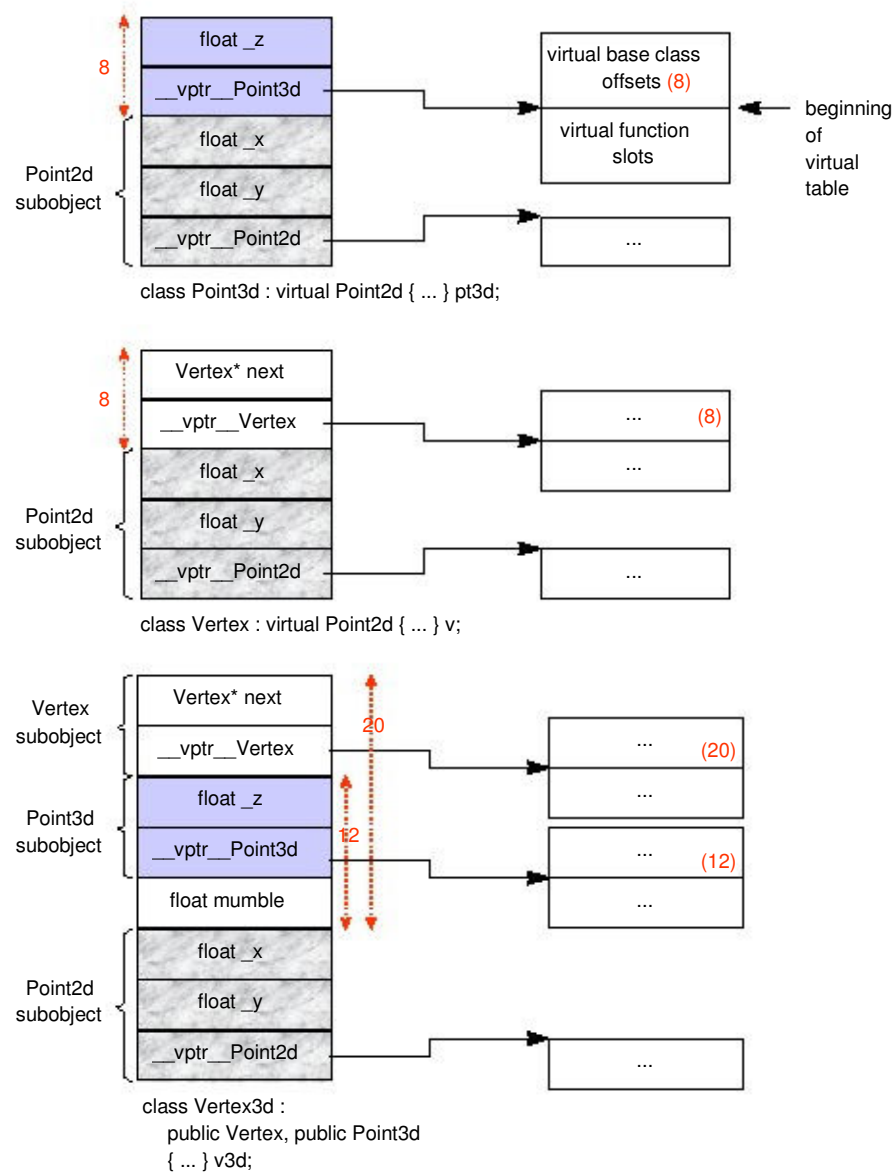 float _z
8
__vptr__Point3d
float _x
Point2d
subobject
float _y
__vptr__Point2d
virtual base class
offsets (8)
virtual function
slots
beginning
of
virtual
table
...
class Point3d : virtual Point2d { ... } pt3d;
Vertex* next
8
__vptr__Vertex
float _x
Point2d
subobject
float _y
__vptr__Point2d
... (8)
...
...
class Vertex : virtual Point2d { ... } v;
Vertex
subobject
Vertex* next
20
__vptr__Vertex
... (20)
...
Point3d
subobject
float _z
12
__vptr__Point3d
... (12)
...
float mumble
Point2d
subobject
float _x
float _y
__vptr__Point2d
...
class Vertex3d :
public Vertex, public Point3d
{ ... } v3d;